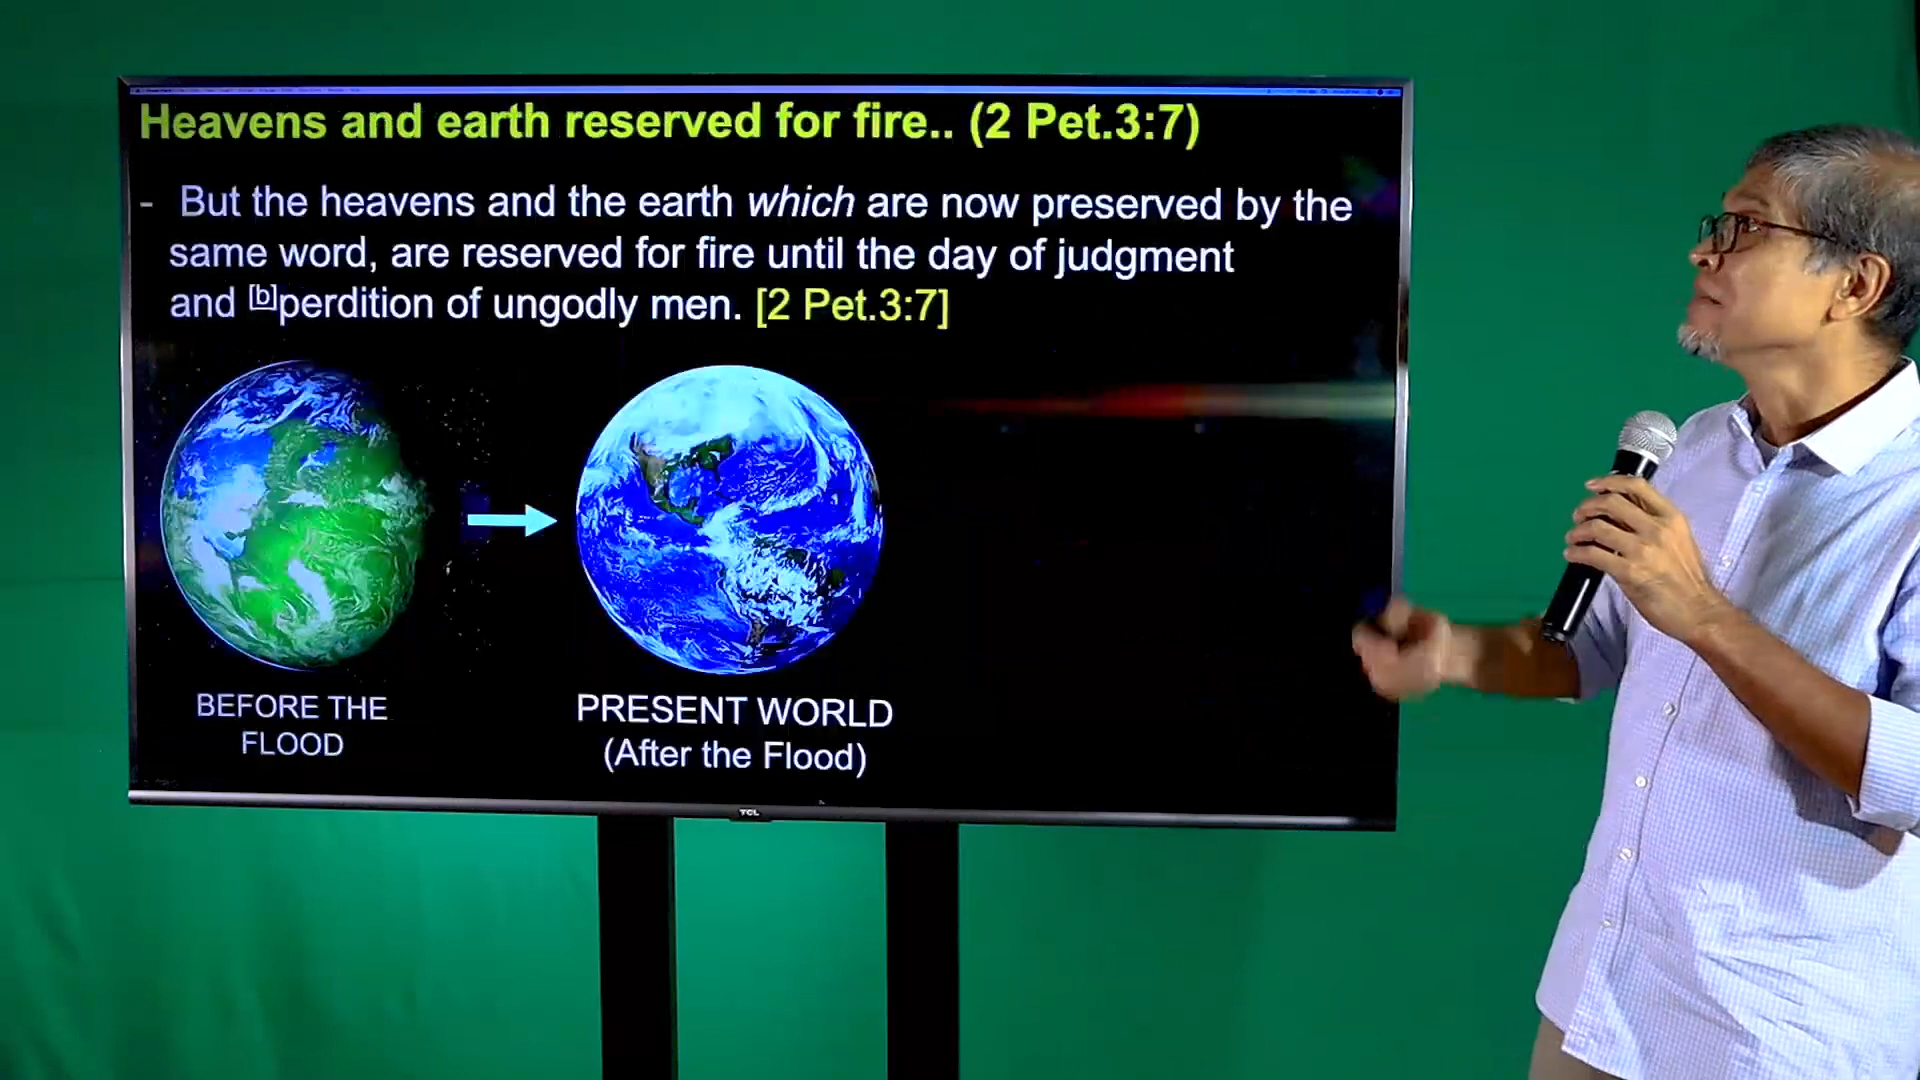 Heavens and earth reserved for fire.. (2 Pet.3:7)
- But the heavens and the earth which are now preserved by the
same word, are reserved for fire until the day of judgment
and [b]perdition of ungodly men. [2 Pet.3:7]
BEFORE THE
FLOOD
PRESENT WORLD
(After the Flood)
TCL